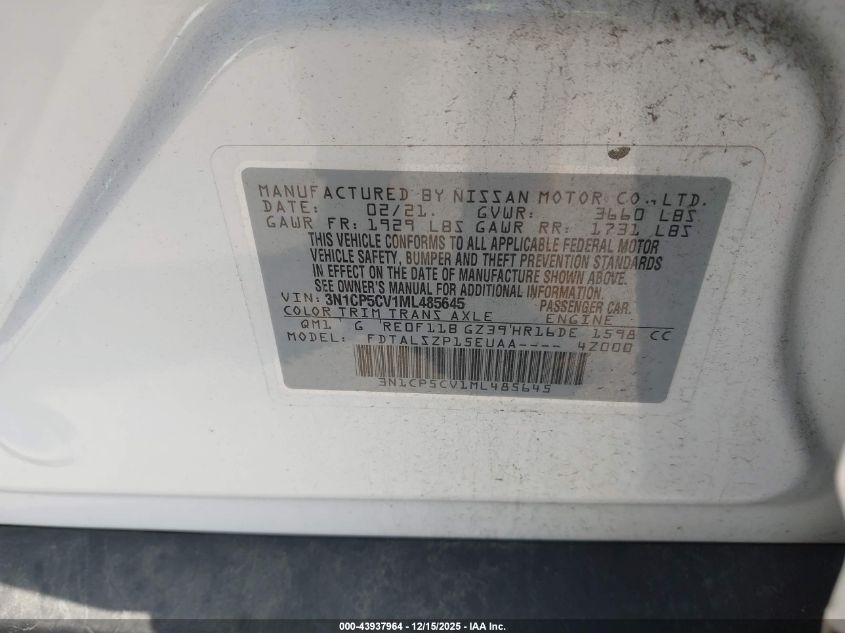 MANUFACTURED BY NISSAN MOTOR CO., LTD.
DATE: 02/21. GVWR: 3660 LBS
GAWR FR: 1929 LBS GAWR RR: 1731 LBS
THIS VEHICLE CONFORMS TO ALL APPLICABLE FEDERAL MOTOR
VEHICLE SAFETY, BUMPER AND THEFT PREVENTION STANDARDS
IN EFFECT ON THE DATE OF MANUFACTURE SHOWN ABOVE.
SEE OWNER'S MANUAL FOR ADDITIONAL INFORMATION.
VIN: 3N1CP5CV1ML485645 PASSENGER CAR.
COLOR TRIM TRANS AXLE ENGINE
QM1 G RE0F11B GZ39 HR16DE 1598 CC
MODEL: FDTALSZP15EUAA---- 4Z000
3N1CP5CV1ML485645
000-43937964 - 12/15/2025 - IAA Inc.